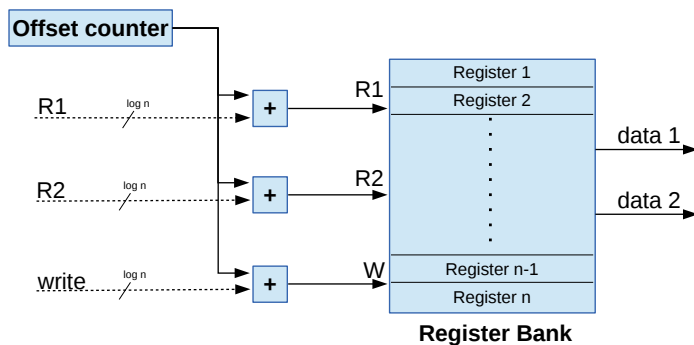 Offset counter
R1
log n
+
R1
R2
log n
+
R2
write
log n
+
W
Register 1
Register 2
Register n-1
Register n
data 1
data 2
Register Bank